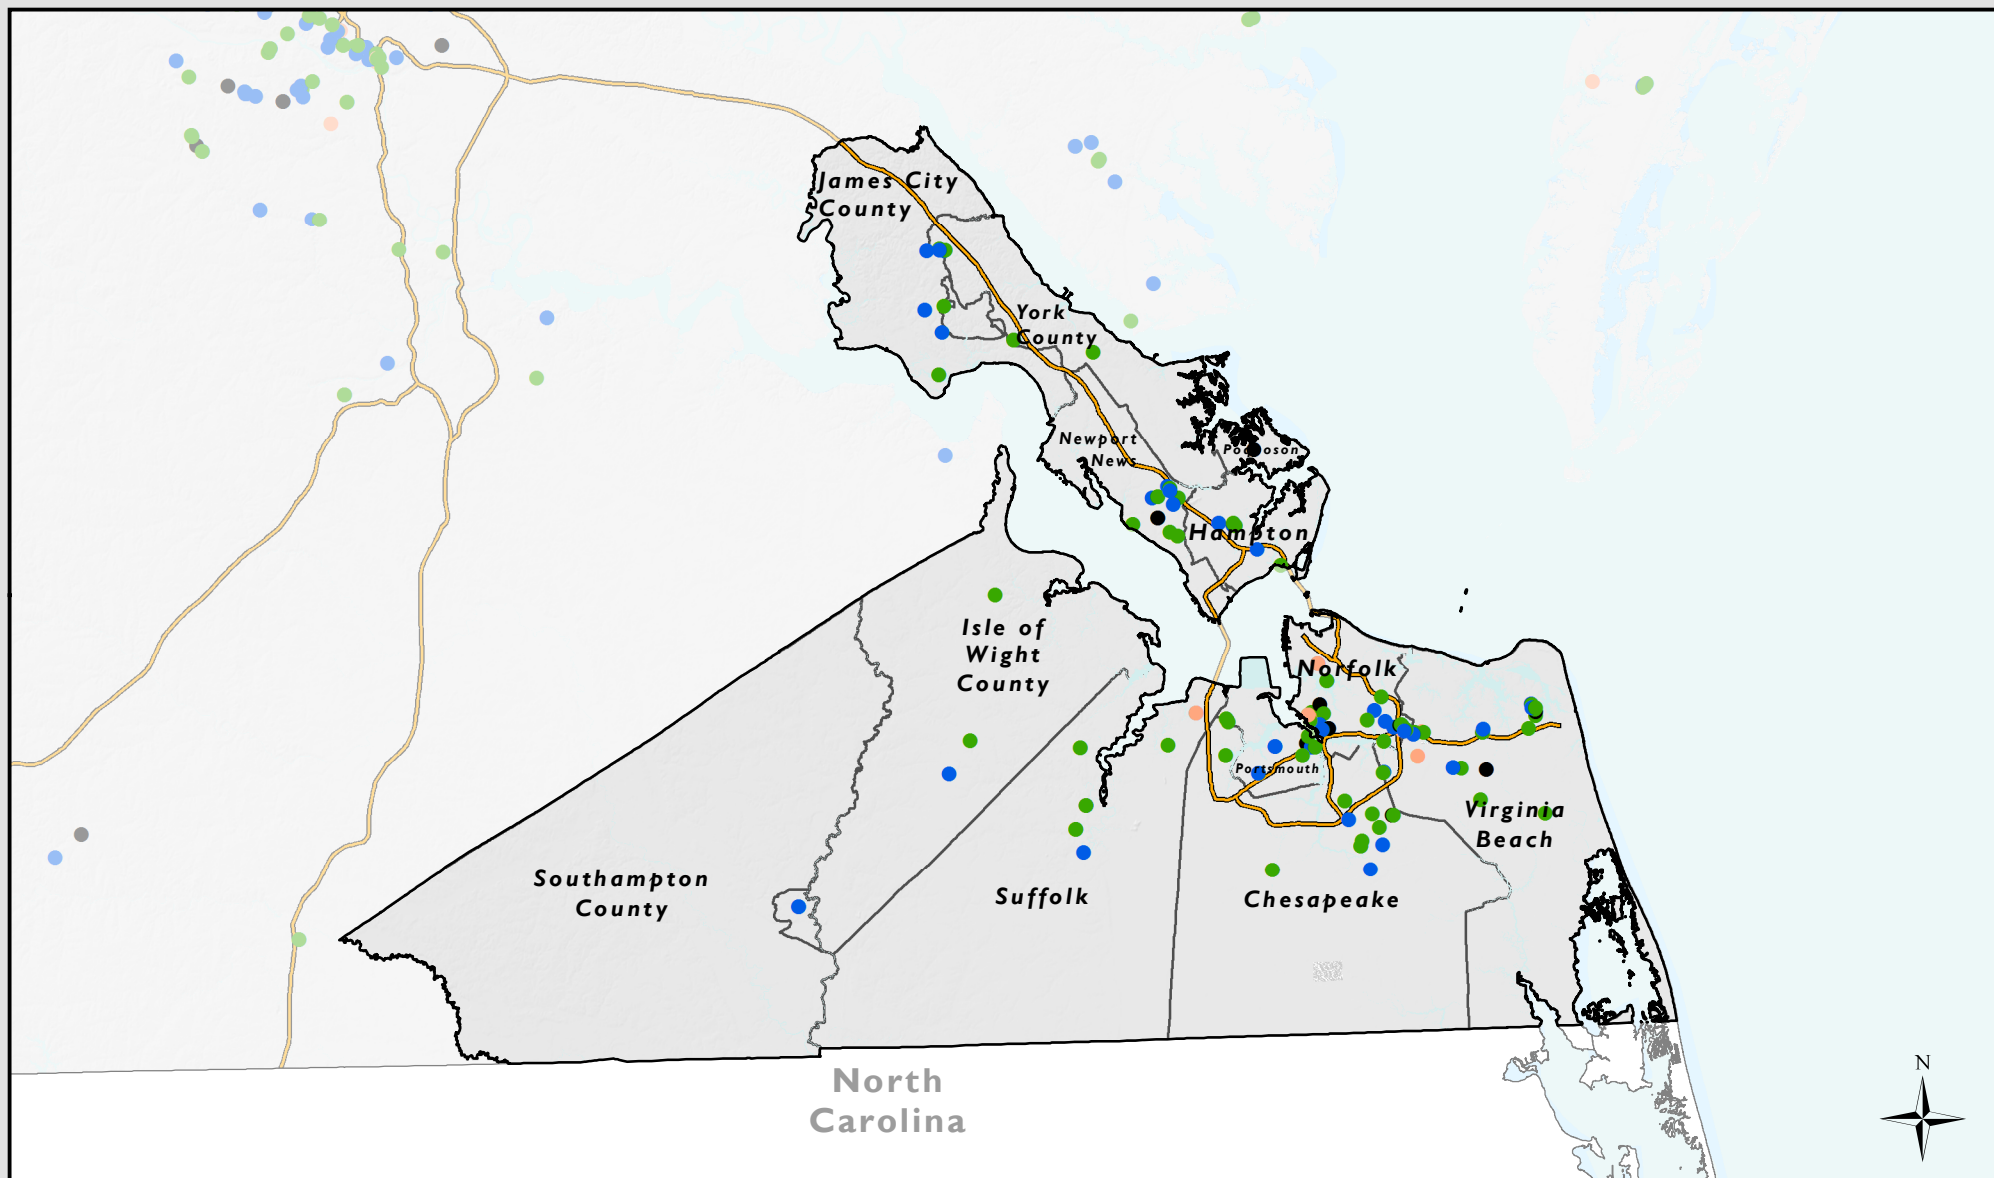 James City
County
York
County
Newport
News
Poquoson
Hampton
Isle of
Wight
County
Norfolk
Portsmouth
Virginia
Beach
Southampton
County
Suffolk
Chesapeake
North
Carolina
N